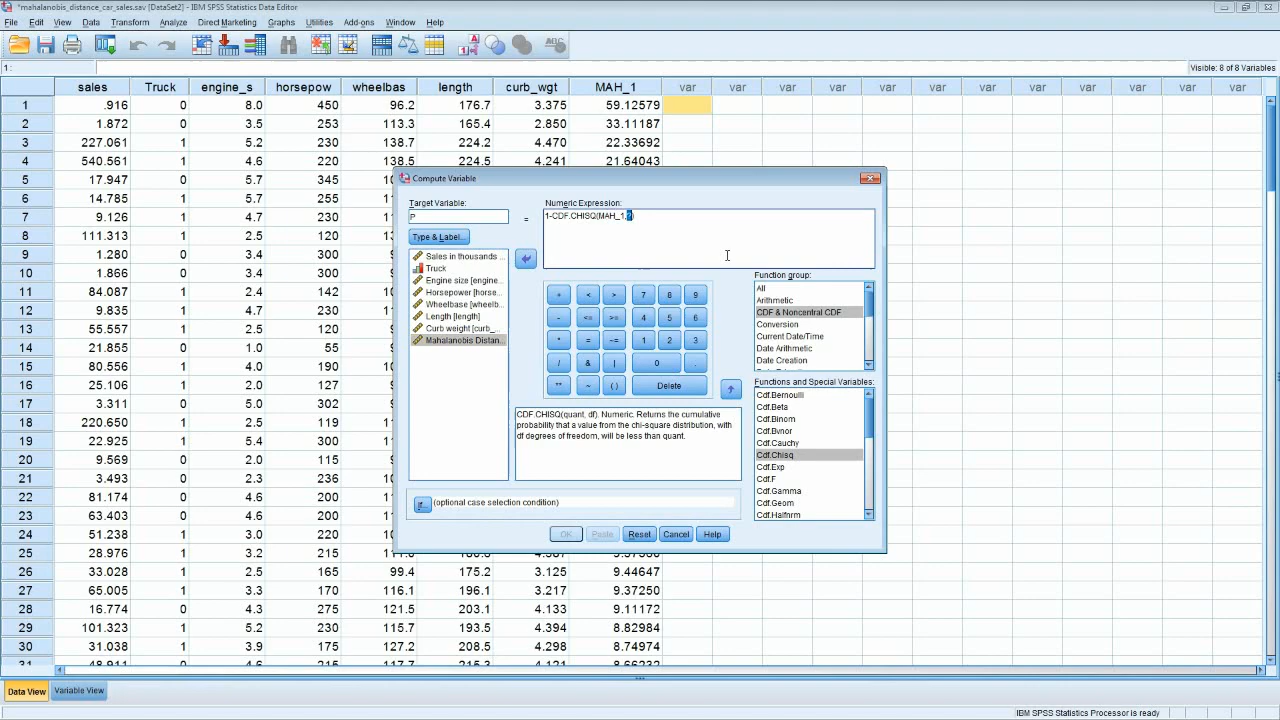 *mahalanobis_distance_car_sales.sav [DataSet2] - IBM SPSS Statistics Data Editor
File Edit View Data Transform Analyze Direct Marketing Graphs Utilities Add-ons Window Help
1 : Visible: 8 of 8 Variables
sales Truck engine_s horsepow wheelbas length curb_wgt MAH_1 var var var var var var var var var var var var
1 .916 0 8.0 450 96.2 176.7 3.375 59.12579
2 1.872 0 3.5 253 113.3 165.4 2.850 33.11187
3 227.061 1 5.2 230 138.7 224.2 4.470 22.33692
4 540.561 1 4.6 220 138.5 224.5 4.241 21.64043
5 17.947 1 5.7 345
6 14.785 1 5.7 255
7 9.126 1 4.7 230
8 111.313 1 5.2 230
9 1.280 0 3.4 300
10 1.866 0 3.4 300
11 84.087 1 2.4 142
12 9.835 1 4.7 230
13 55.557 1 2.5 120
14 21.855 0 1.0 55
15 80.556 1 4.0 190
16 25.106 1 2.0 127
17 3.311 0 5.0 302
18 220.650 1 2.5 119
19 22.925 1 5.4 300
20 9.569 0 2.0 115
21 3.493 0 2.3 236
22 81.174 1 4.6 200
23 63.403 0 4.6 200
24 51.238 1 3.0 220
25 28.976 1 3.2 215
26 33.028 1 2.5 165 99.4 175.2 3.125 9.44647
27 65.005 1 3.3 170 116.1 196.1 3.217 9.37250
28 16.774 0 4.3 275 121.5 203.1 4.133 9.11172
29 101.323 1 5.2 230 115.7 193.5 4.394 8.82984
30 31.038 1 3.9 175 127.2 208.5 4.298 8.74974
31 48.911 0 4.6 215 117.7 215.3 4.121 8.66232
Compute Variable
Target Variable:
P
=
Numeric Expression:
1-CDF.CHISQ(MAH_1,?)
Type & Label...
Sales in thousands ...
Truck
Engine size [engine...
Horsepower [horse...
Wheelbase [wheelb...
Length [length]
Curb weight [curb_...
Mahalanobis Distan...
+ < > 7 8 9
- <= >= 4 5 6
* = ~= 1 2 3
/ & | 0 .
** ~ ( ) Delete
Function group:
All
Arithmetic
CDF & Noncentral CDF
Conversion
Current Date/Time
Date Arithmetic
Date Creation
Functions and Special Variables:
Cdf.Bernoulli
Cdf.Beta
Cdf.Binom
Cdf.Bvnor
Cdf.Cauchy
Cdf.Chisq
Cdf.Exp
Cdf.F
Cdf.Gamma
Cdf.Geom
Cdf.Halfnrm
CDF.CHISQ(quant, df). Numeric. Returns the cumulative
probability that a value from the chi-square distribution, with
df degrees of freedom, will be less than quant.
If... (optional case selection condition)
OK Paste Reset Cancel Help
Data View Variable View
IBM SPSS Statistics Processor is ready